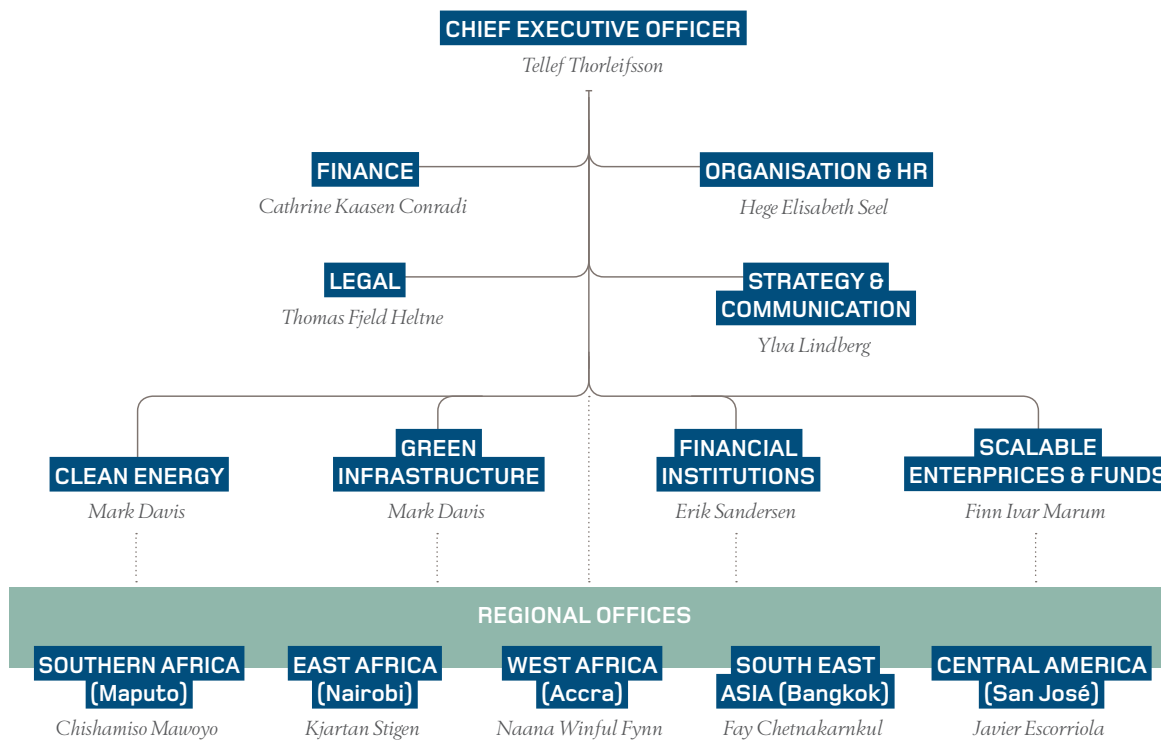 CHIEF EXECUTIVE OFFICER
Tellef Thorleifsson
FINANCE
Cathrine Kaasen Conradi
ORGANISATION & HR
Hege Elisabeth Seel
LEGAL
Thomas Fjeld Heltne
STRATEGY &
COMMUNICATION
Ylva Lindberg
CLEAN ENERGY
Mark Davis
GREEN
INFRASTRUCTURE
Mark Davis
FINANCIAL
INSTITUTIONS
Erik Sandersen
SCALABLE
ENTERPRICES & FUNDS
Finn Ivar Marum
REGIONAL OFFICES
SOUTHERN AFRICA
(Maputo)
Chishamiso Mawoyo
EAST AFRICA
(Nairobi)
Kjartan Stigen
WEST AFRICA
(Accra)
Naana Winful Fynn
SOUTH EAST
ASIA (Bangkok)
Fay Chetnakarnkul
CENTRAL AMERICA
(San José)
Javier Escorriola